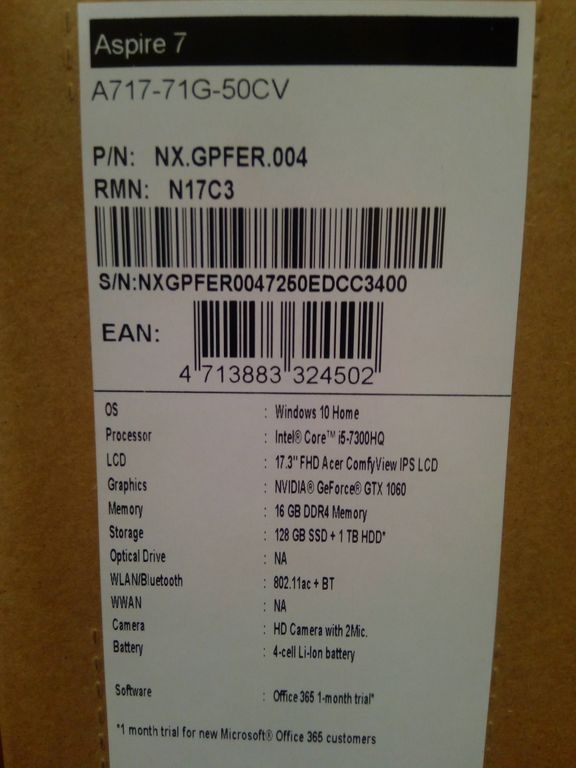 Aspire 7
A717-71G-50CV
P/N: NX.GPFER.004
RMN: N17C3
S/N:NXGPFER0047250EDCC3400
EAN:
4 713883 324502
OS : Windows 10 Home
Processor : Intel® Core™ i5-7300HQ
LCD : 17.3" FHD Acer ComfyView IPS LCD
Graphics : NVIDIA® GeForce® GTX 1060
Memory : 16 GB DDR4 Memory
Storage : 128 GB SSD + 1 TB HDD*
Optical Drive : NA
WLAN/Bluetooth : 802.11ac + BT
WWAN : NA
Camera : HD Camera with 2Mic.
Battery : 4-cell Li-Ion battery
Software : Office 365 1-month trial*
*1 month trial for new Microsoft® Office 365 customers